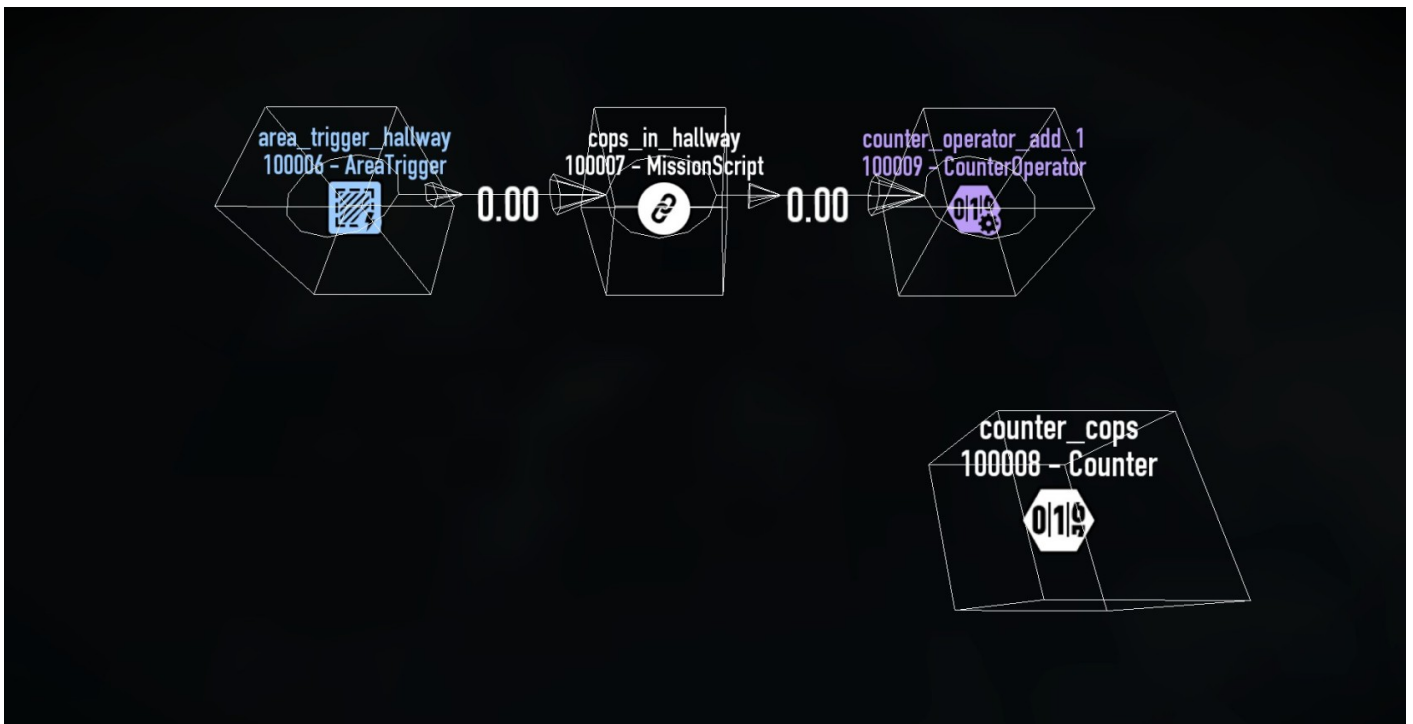 area_trigger_hallway
100006 - AreaTrigger
cops_in_hallway
100007 - MissionScript
counter_operator_add_1
100009 - CounterOperator
0.00
0.00
counter_cops
100008 - Counter